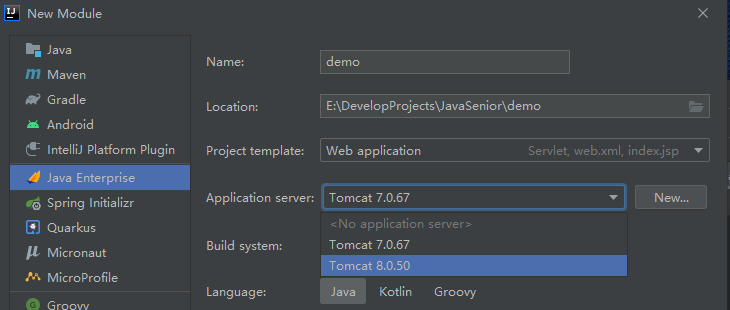 New Module
Java
Maven
Gradle
Android
IntelliJ Platform Plugin
Java Enterprise
Spring Initializr
Quarkus
Micronaut
MicroProfile
Groovy
Name: demo
Location: E:\DevelopProjects\JavaSenior\demo
Project template: Web application Servlet, web.xml, index.jsp
Application server: Tomcat 7.0.67 New...
<No application server>
Tomcat 7.0.67
Build system:
Tomcat 8.0.50
Language: Java Kotlin Groovy